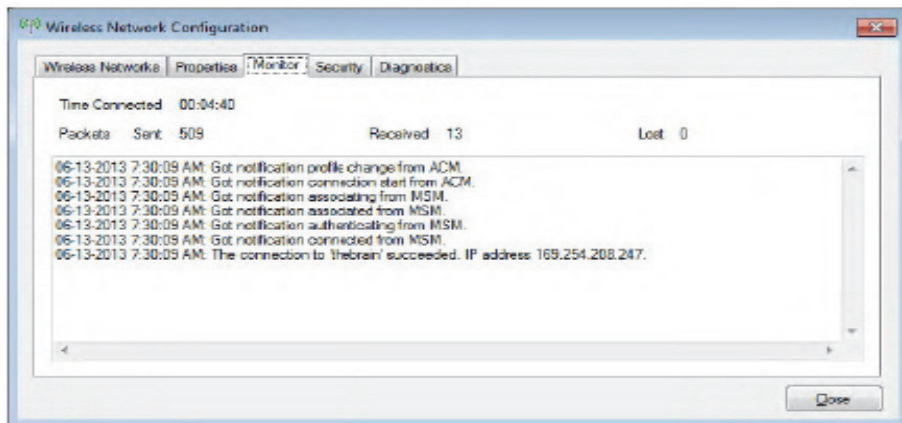 Wireless Network Configuration
Wireless Networks Properties Monitor Security Diagnostics
Time Connected 00:04:40
Packets Sent 509 Received 13 Lost 0
06-13-2013 7:30:09 AM: Got notification profile change from ACM.
06-13-2013 7:30:09 AM: Got notification connection start from ACM.
06-13-2013 7:30:09 AM: Got notification associating from MSM.
06-13-2013 7:30:09 AM: Got notification associated from MSM.
06-13-2013 7:30:09 AM: Got notification authenticating from MSM.
06-13-2013 7:30:09 AM: Got notification connected from MSM.
06-13-2013 7:30:09 AM: The connection to 'thebrain' succeeded. IP address 169.254.208.247.
Close